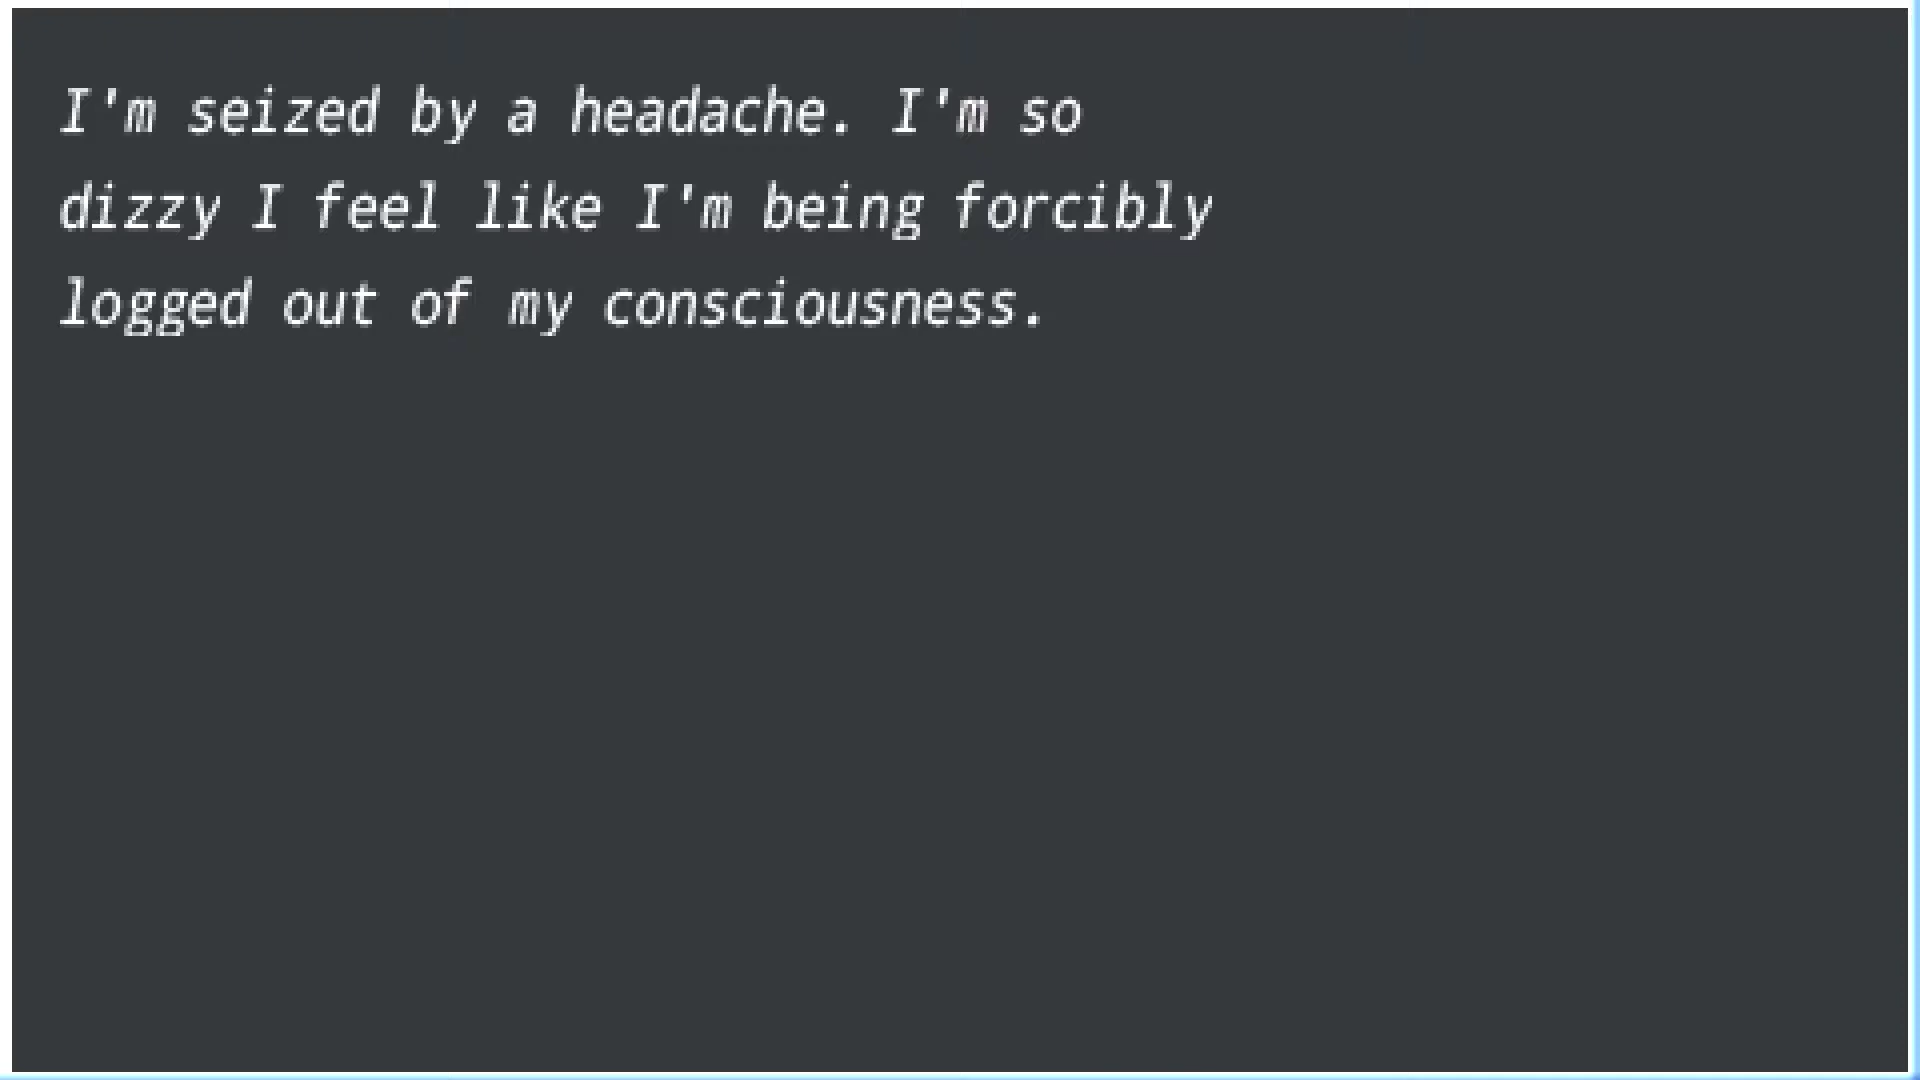 I'm seized by a headache. I'm so
dizzy I feel like I'm being forcibly
logged out of my consciousness.